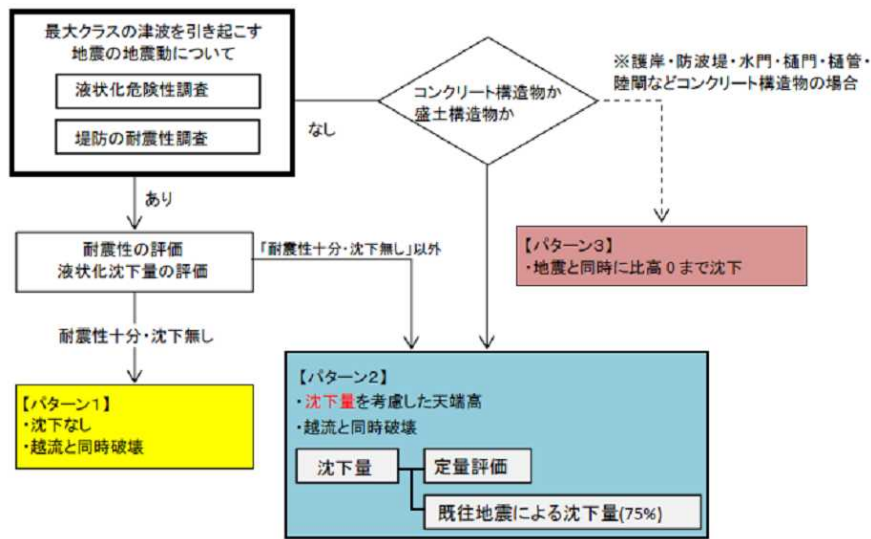 最大クラスの津波を引き起こす
地震の地震動について
液状化危険性調査
堤防の耐震性調査
なし
コンクリート構造物か
盛土構造物か
※護岸・防波堤・水門・樋門・樋管・
陸閘などコンクリート構造物の場合
あり
耐震性の評価
液状化沈下量の評価
「耐震性十分・沈下無し」以外
【パターン3】
・地震と同時に比高0まで沈下
耐震性十分・沈下無し
【パターン1】
・沈下なし
・越流と同時破壊
【パターン2】
・沈下量を考慮した天端高
・越流と同時破壊
沈下量
定量評価
既往地震による沈下量(75%)